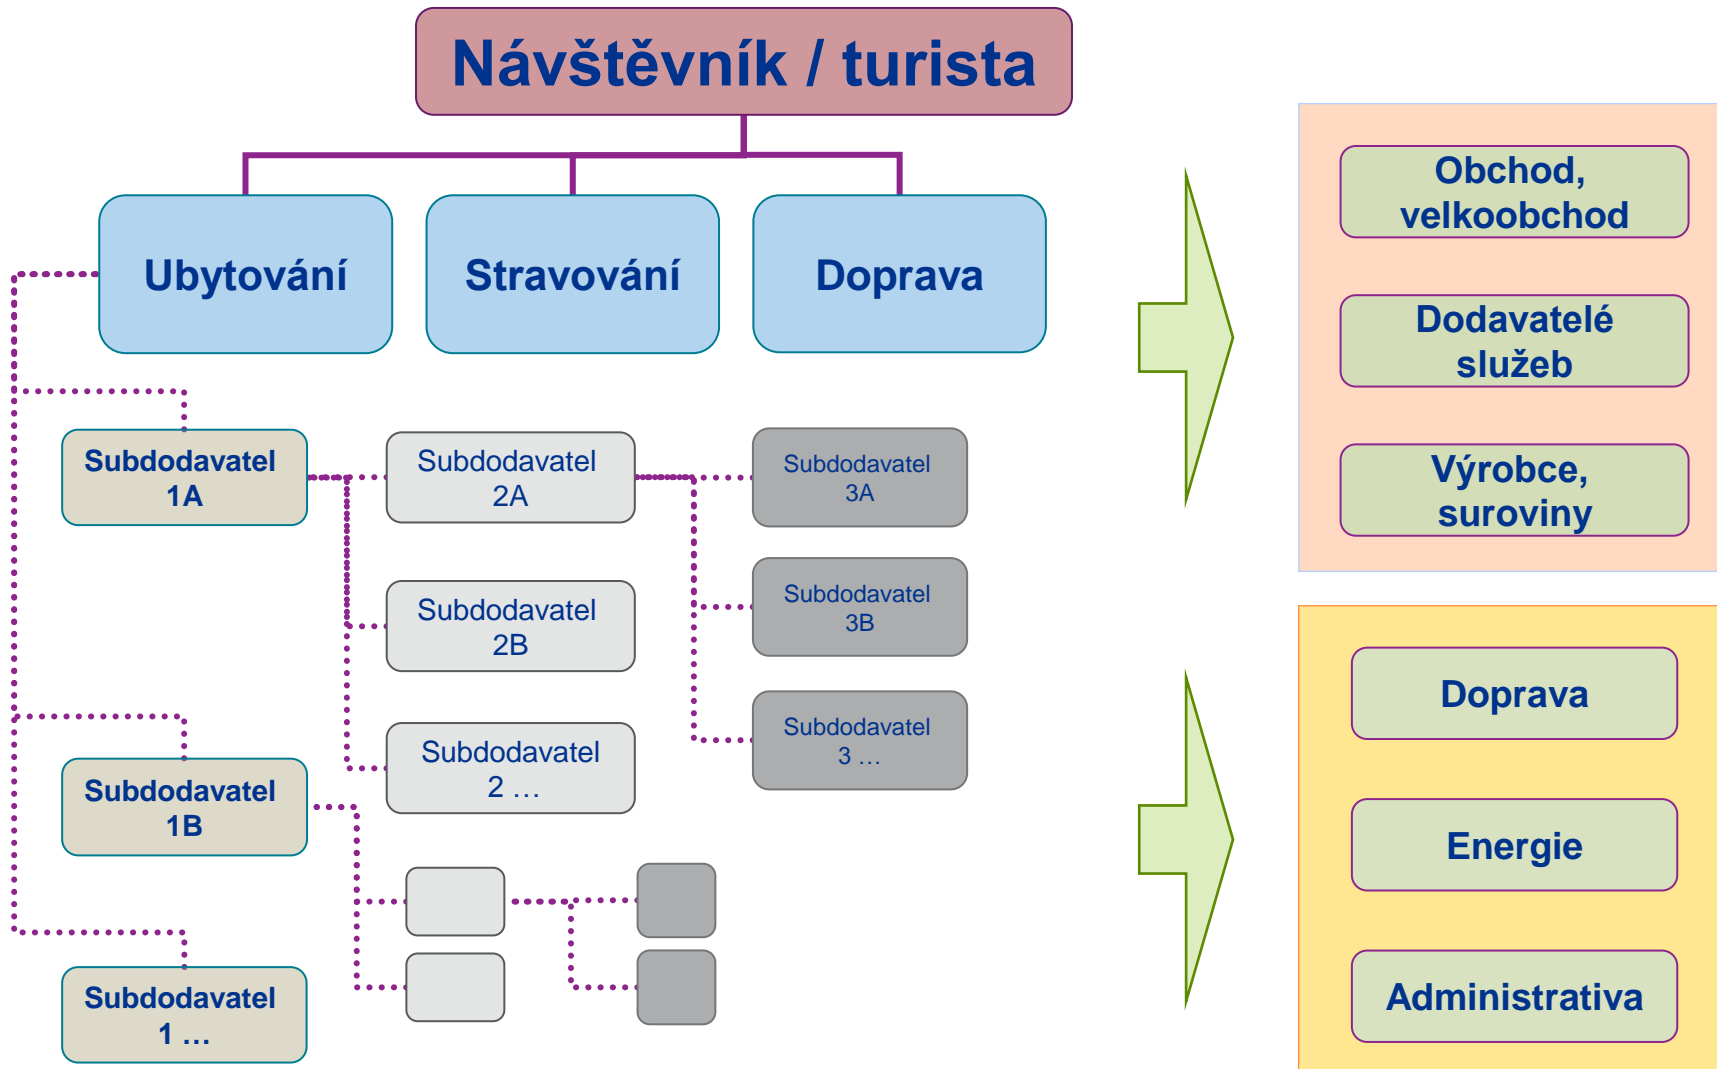 Návštěvník / turista
Ubytování
Stravování
Doprava
Subdodavatel
1A
Subdodavatel
2A
Subdodavatel
3A
Subdodavatel
2B
Subdodavatel
3B
Subdodavatel
2 …
Subdodavatel
3 …
Subdodavatel
1B
Subdodavatel
1 …
Obchod,
velkoobchod
Dodavatelé
služeb
Výrobce,
suroviny
Doprava
Energie
Administrativa